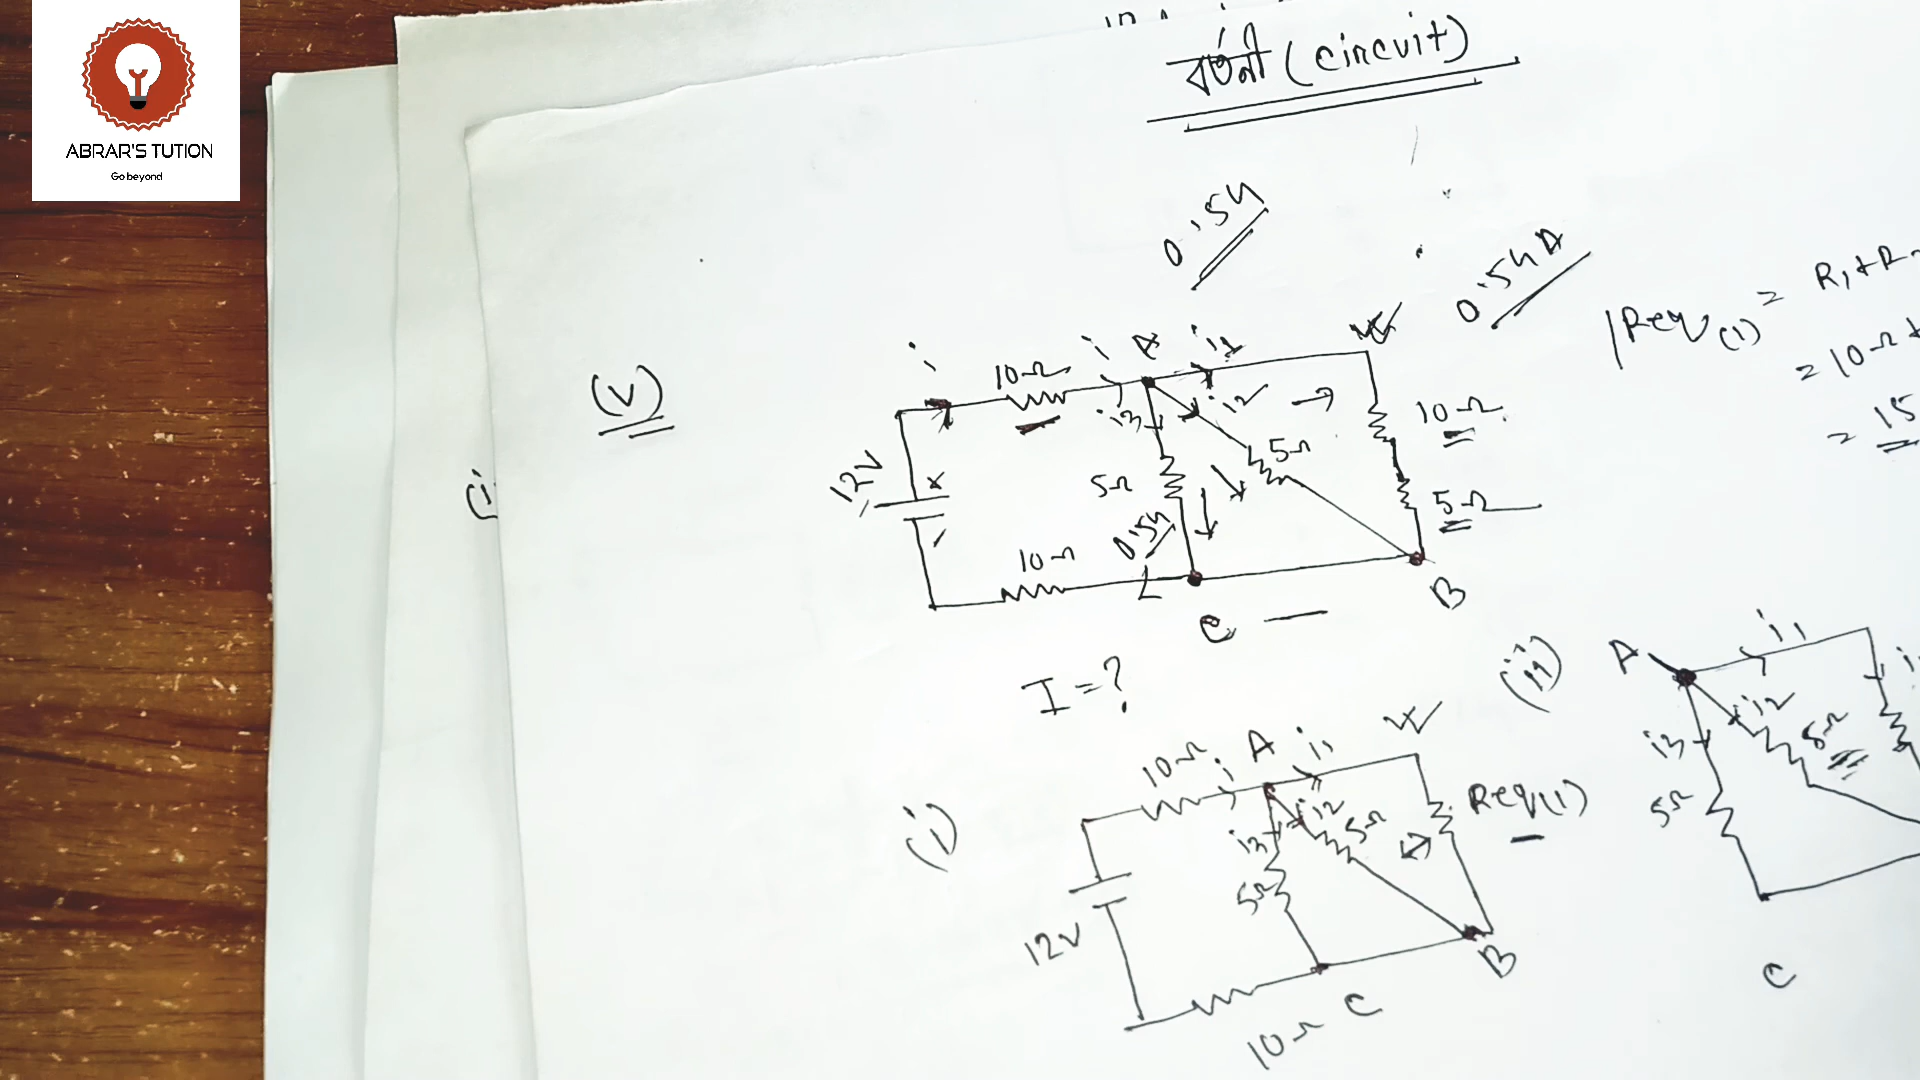 ABRAR'S TUTION
Go beyond
বর্তনী (circuit)
0.54
0.54 A
(v)
i
10Ω
i
A
i1
i2
i3
12V
+
-
5Ω
5Ω
10Ω
5Ω
0.54
10Ω
C
B
I = ?
Req(1) = R1+R
= 10Ω +
= 15
(i)
10Ω
i
A
i1
i2
i3
5Ω
5Ω
Req(1)
12V
10Ω
C
B
(ii)
A
i1
i2
i3
5Ω
5Ω
C